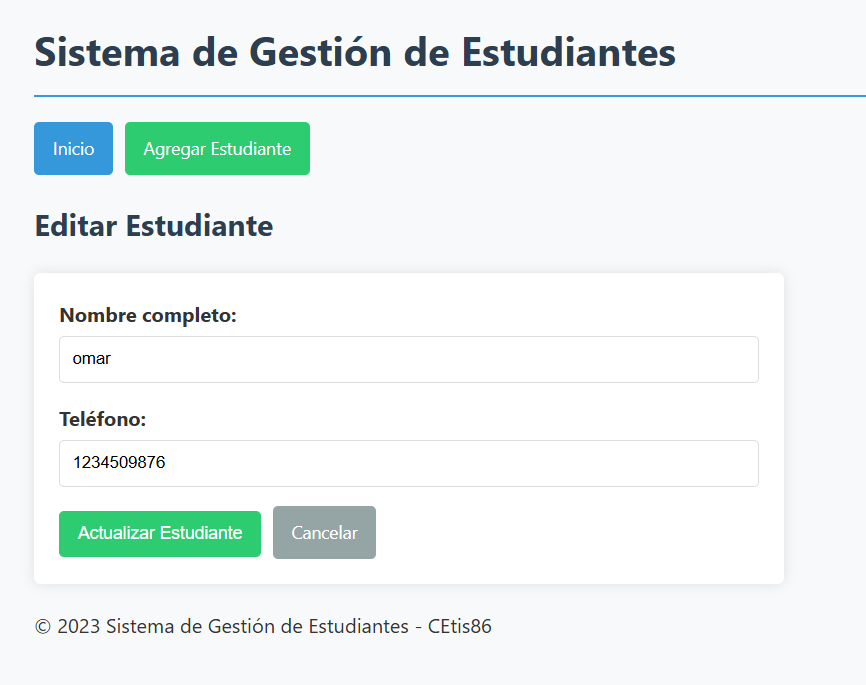 Sistema de Gestión de Estudiantes
Inicio Agregar Estudiante
Editar Estudiante
Nombre completo:
omar
Teléfono:
1234509876
Actualizar Estudiante Cancelar
© 2023 Sistema de Gestión de Estudiantes - CEtis86